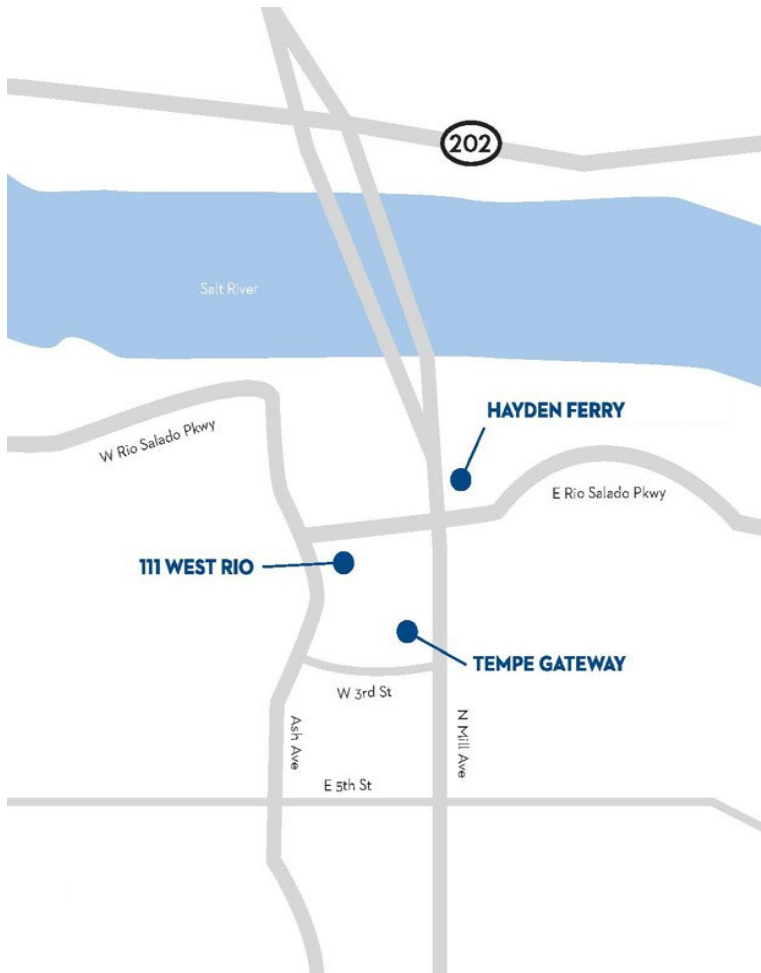 202
Salt River
HAYDEN FERRY
W Rio Salado Pkwy
E Rio Salado Pkwy
111 WEST RIO
TEMPE GATEWAY
W 3rd St
Ash Ave
N Mill Ave
E 5th St